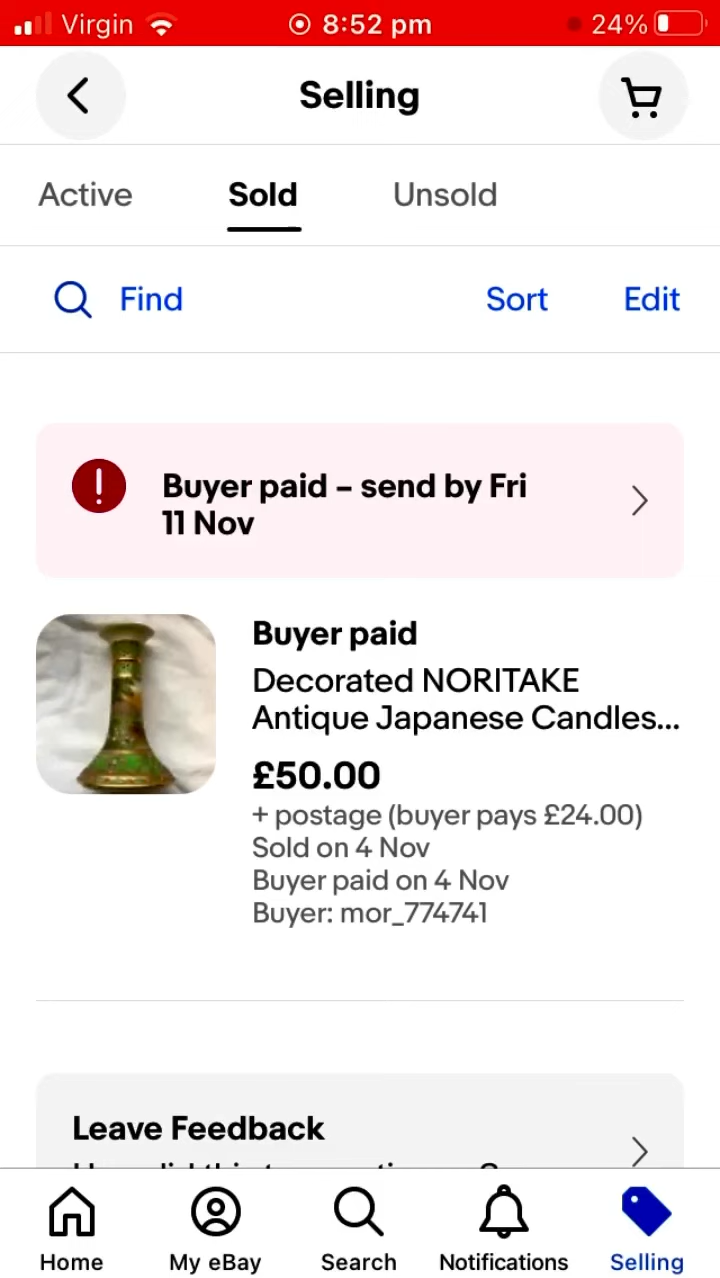 Virgin 8:52 pm 24%
Selling
Active Sold Unsold
Find Sort Edit
Buyer paid – send by Fri
11 Nov
Buyer paid
Decorated NORITAKE
Antique Japanese Candles...
£50.00
+ postage (buyer pays £24.00)
Sold on 4 Nov
Buyer paid on 4 Nov
Buyer: mor_774741
Leave Feedback
Home My eBay Search Notifications Selling